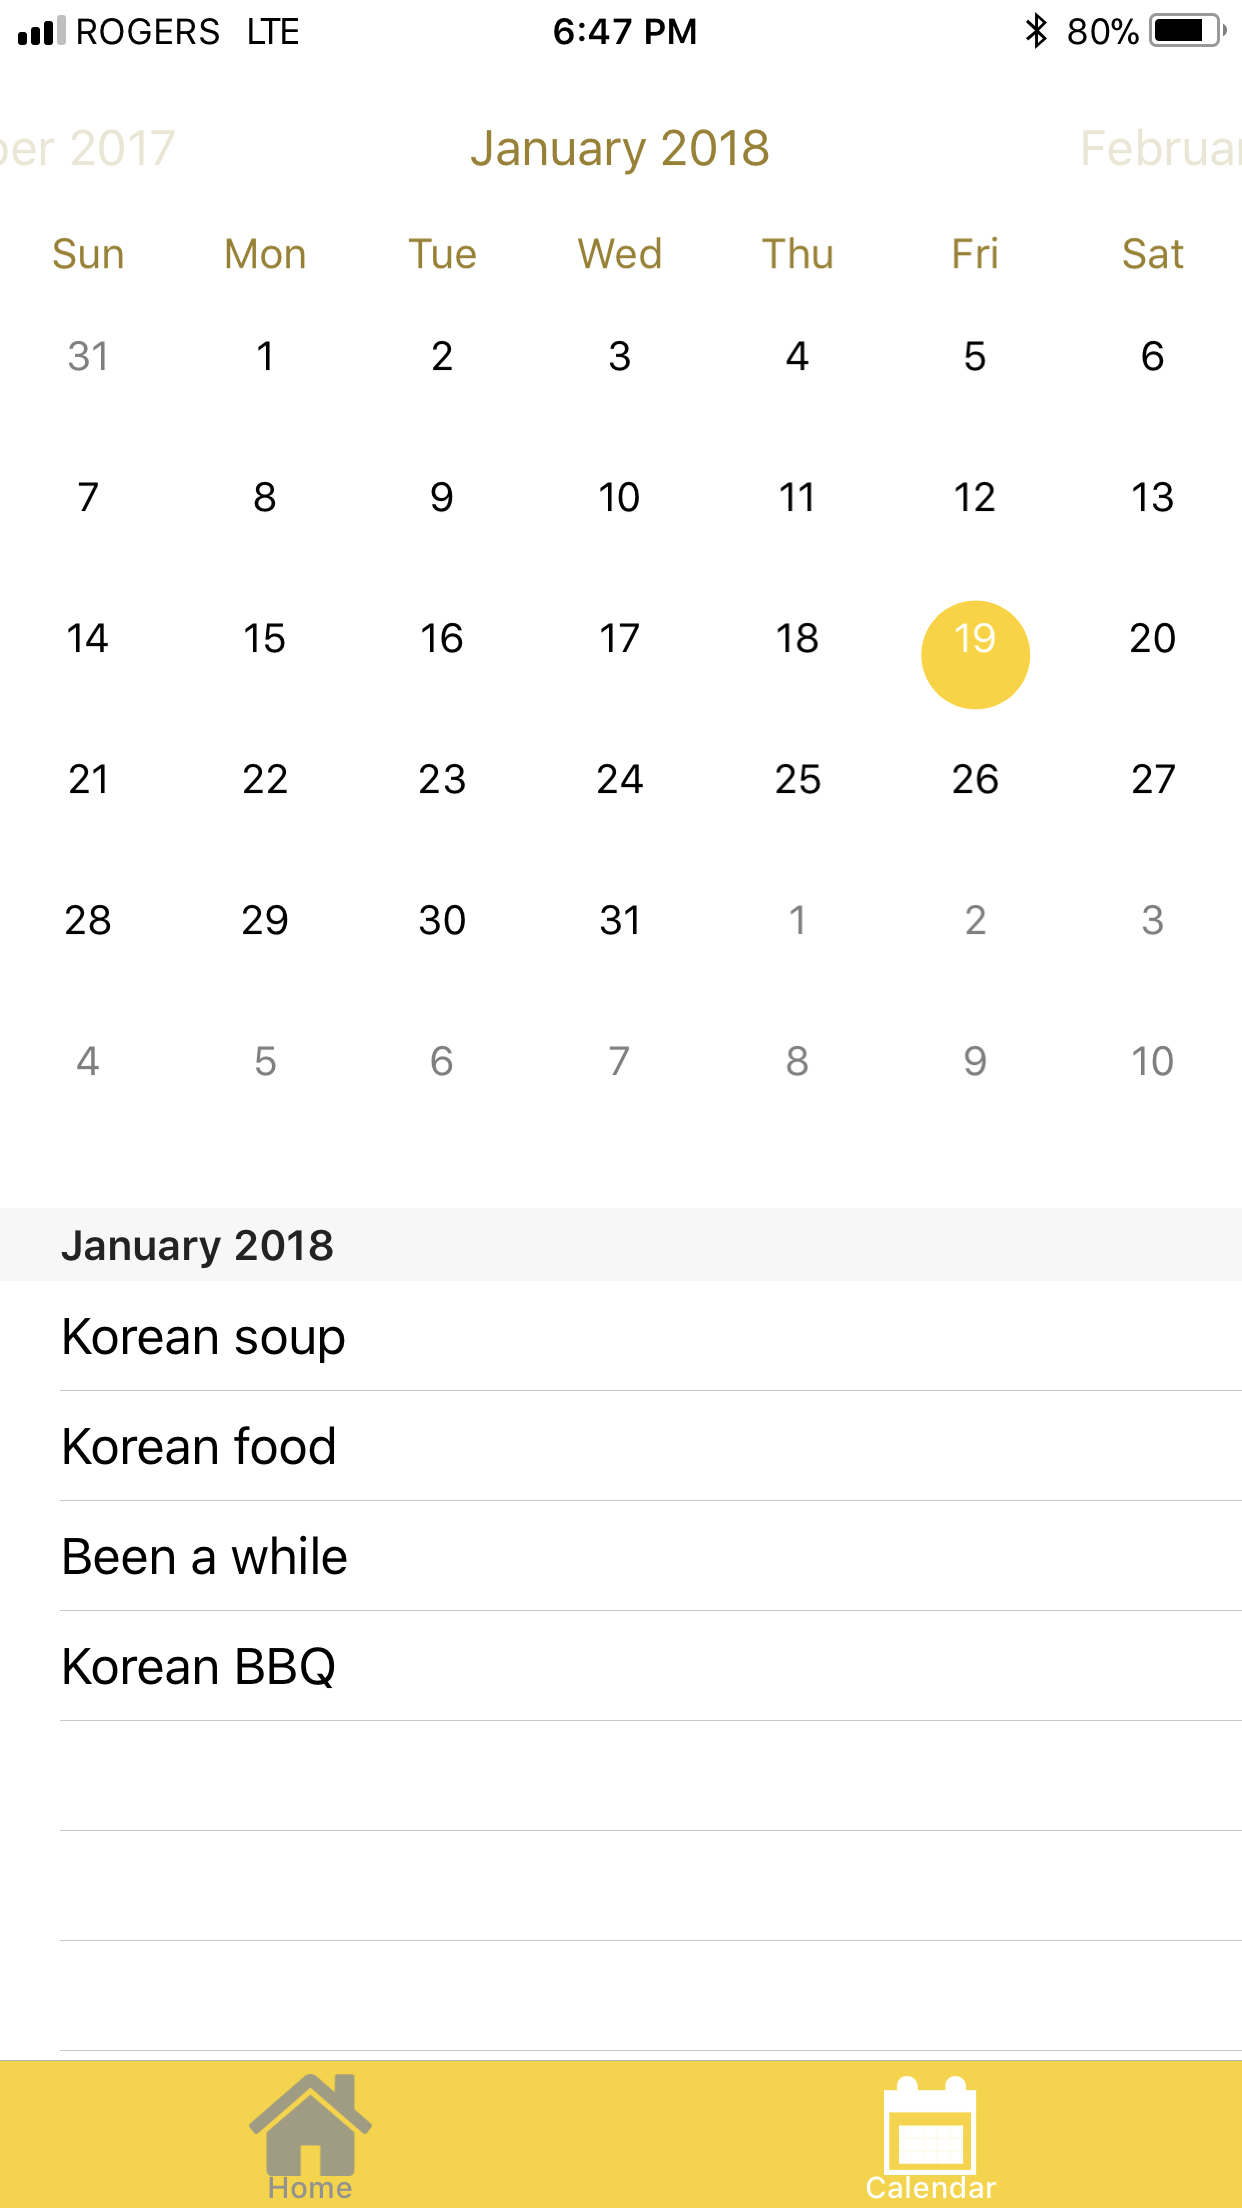 ROGERS LTE 6:47 PM 80%
ber 2017 January 2018 Februar
Sun Mon Tue Wed Thu Fri Sat
31 1 2 3 4 5 6
7 8 9 10 11 12 13
14 15 16 17 18 19 20
21 22 23 24 25 26 27
28 29 30 31 1 2 3
4 5 6 7 8 9 10
January 2018
Korean soup
Korean food
Been a while
Korean BBQ
Home Calendar